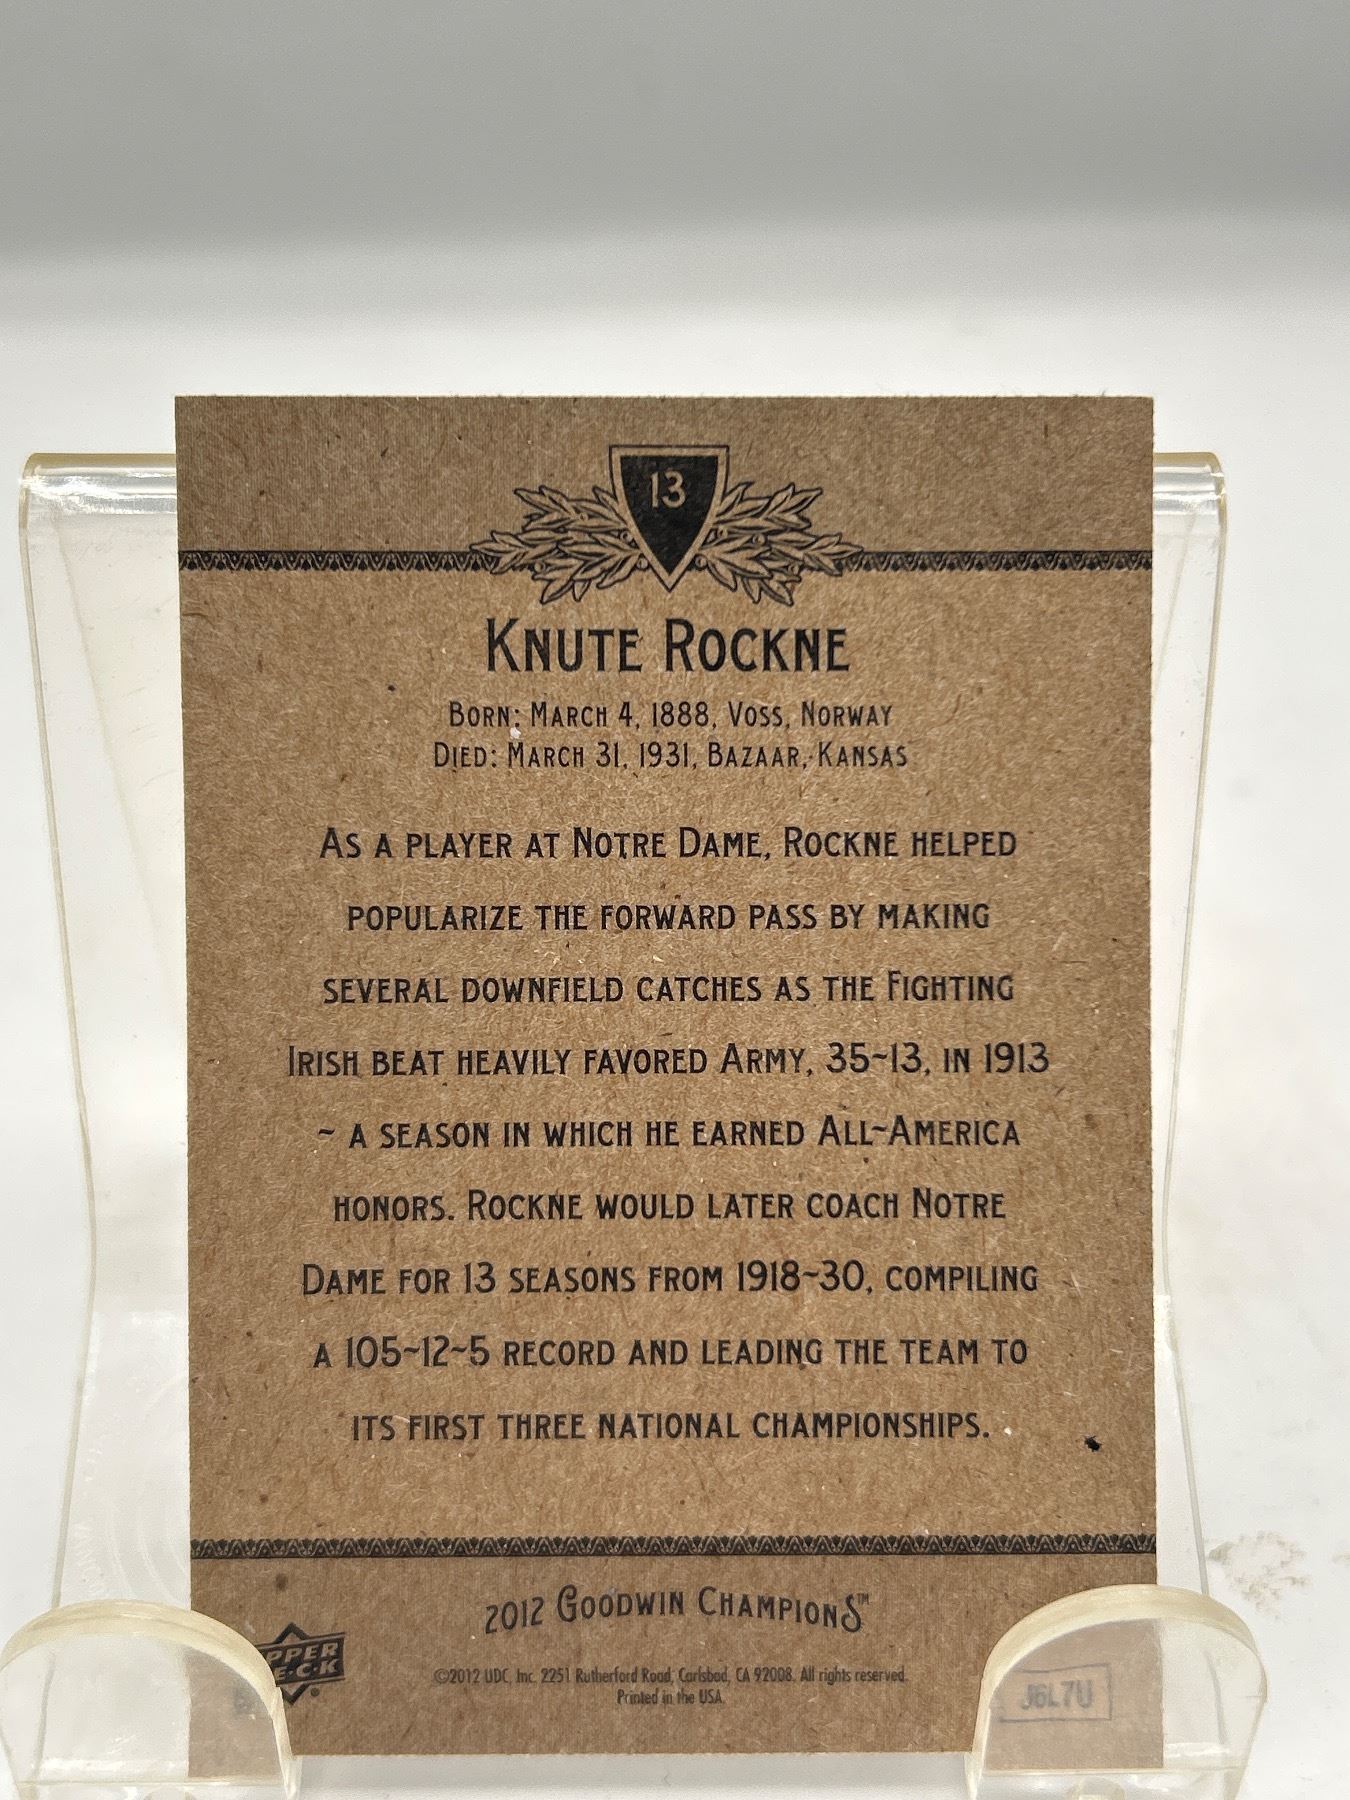 13
KNUTE ROCKNE
BORN: MARCH 4, 1888, VOSS, NORWAY
DIED: MARCH 31, 1931, BAZAAR, KANSAS
AS A PLAYER AT NOTRE DAME, ROCKNE HELPED
POPULARIZE THE FORWARD PASS BY MAKING
SEVERAL DOWNFIELD CATCHES AS THE FIGHTING
IRISH BEAT HEAVILY FAVORED ARMY, 35~13, IN 1913
~ A SEASON IN WHICH HE EARNED ALL~AMERICA
HONORS. ROCKNE WOULD LATER COACH NOTRE
DAME FOR 13 SEASONS FROM 1918~30, COMPILING
A 105~12~5 RECORD AND LEADING THE TEAM TO
ITS FIRST THREE NATIONAL CHAMPIONSHIPS.
2012 GOODWIN CHAMPIONS™
UPPER
DECK®
©2012 UDC, Inc. 2251 Rutherford Road, Carlsbad, CA 92008. All rights reserved.
Printed in the USA.
J6L7U